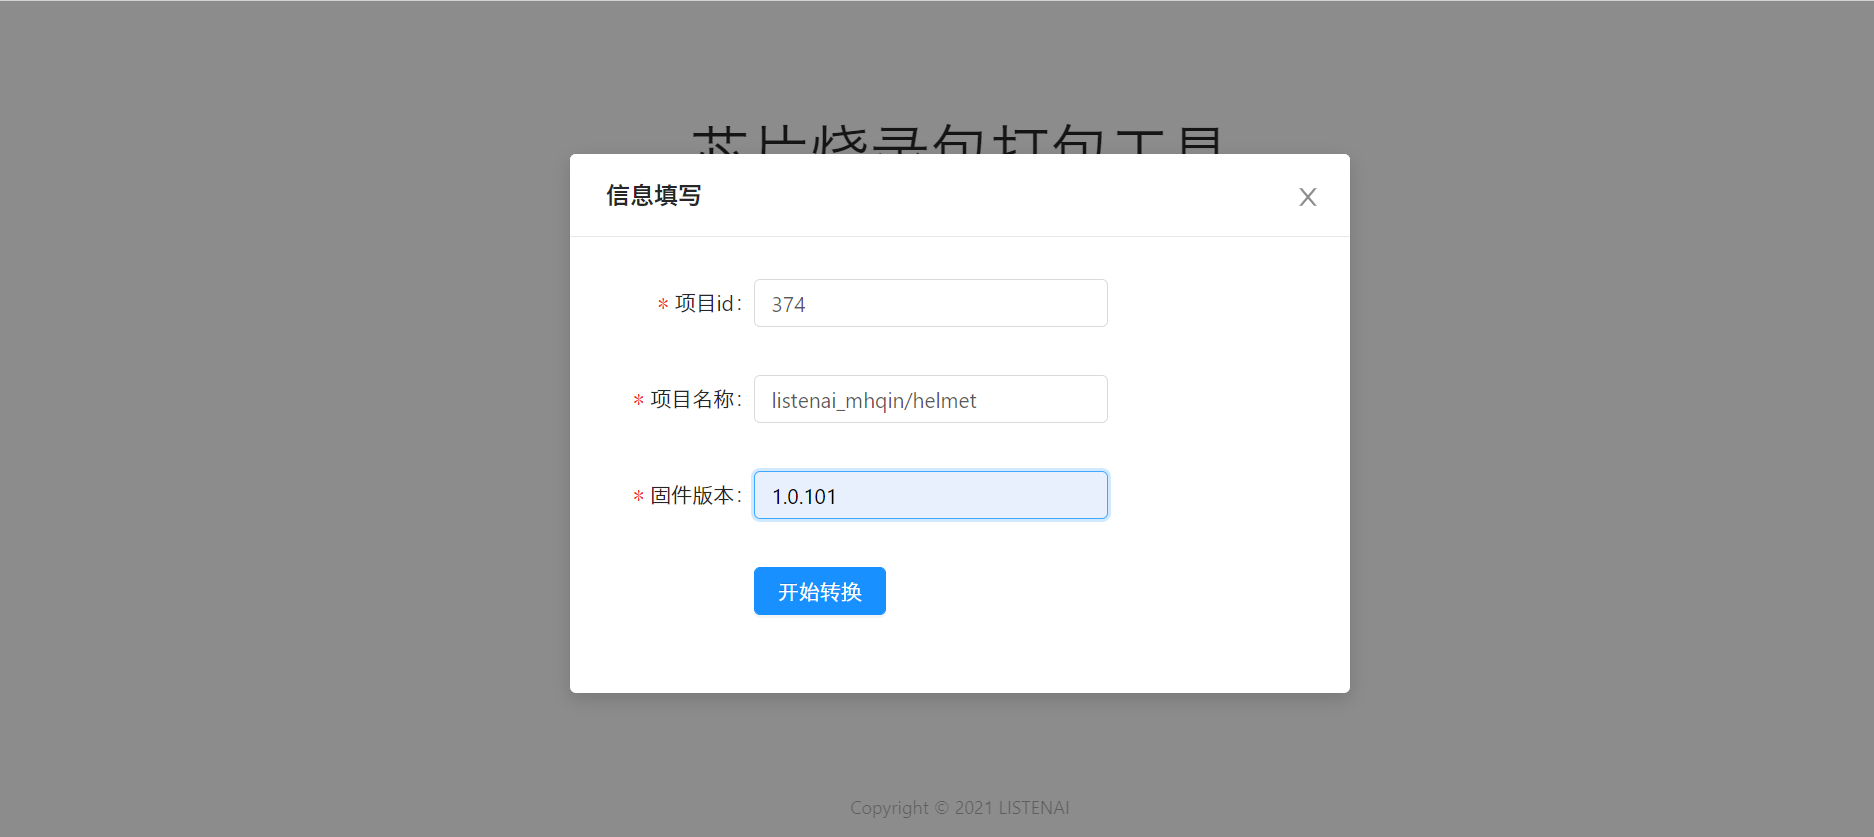 芯片烧录包打包工具
信息填写
* 项目id: 374
* 项目名称: listenai_mhqin/helmet
* 固件版本: 1.0.101
开始转换
Copyright © 2021 LISTENAI